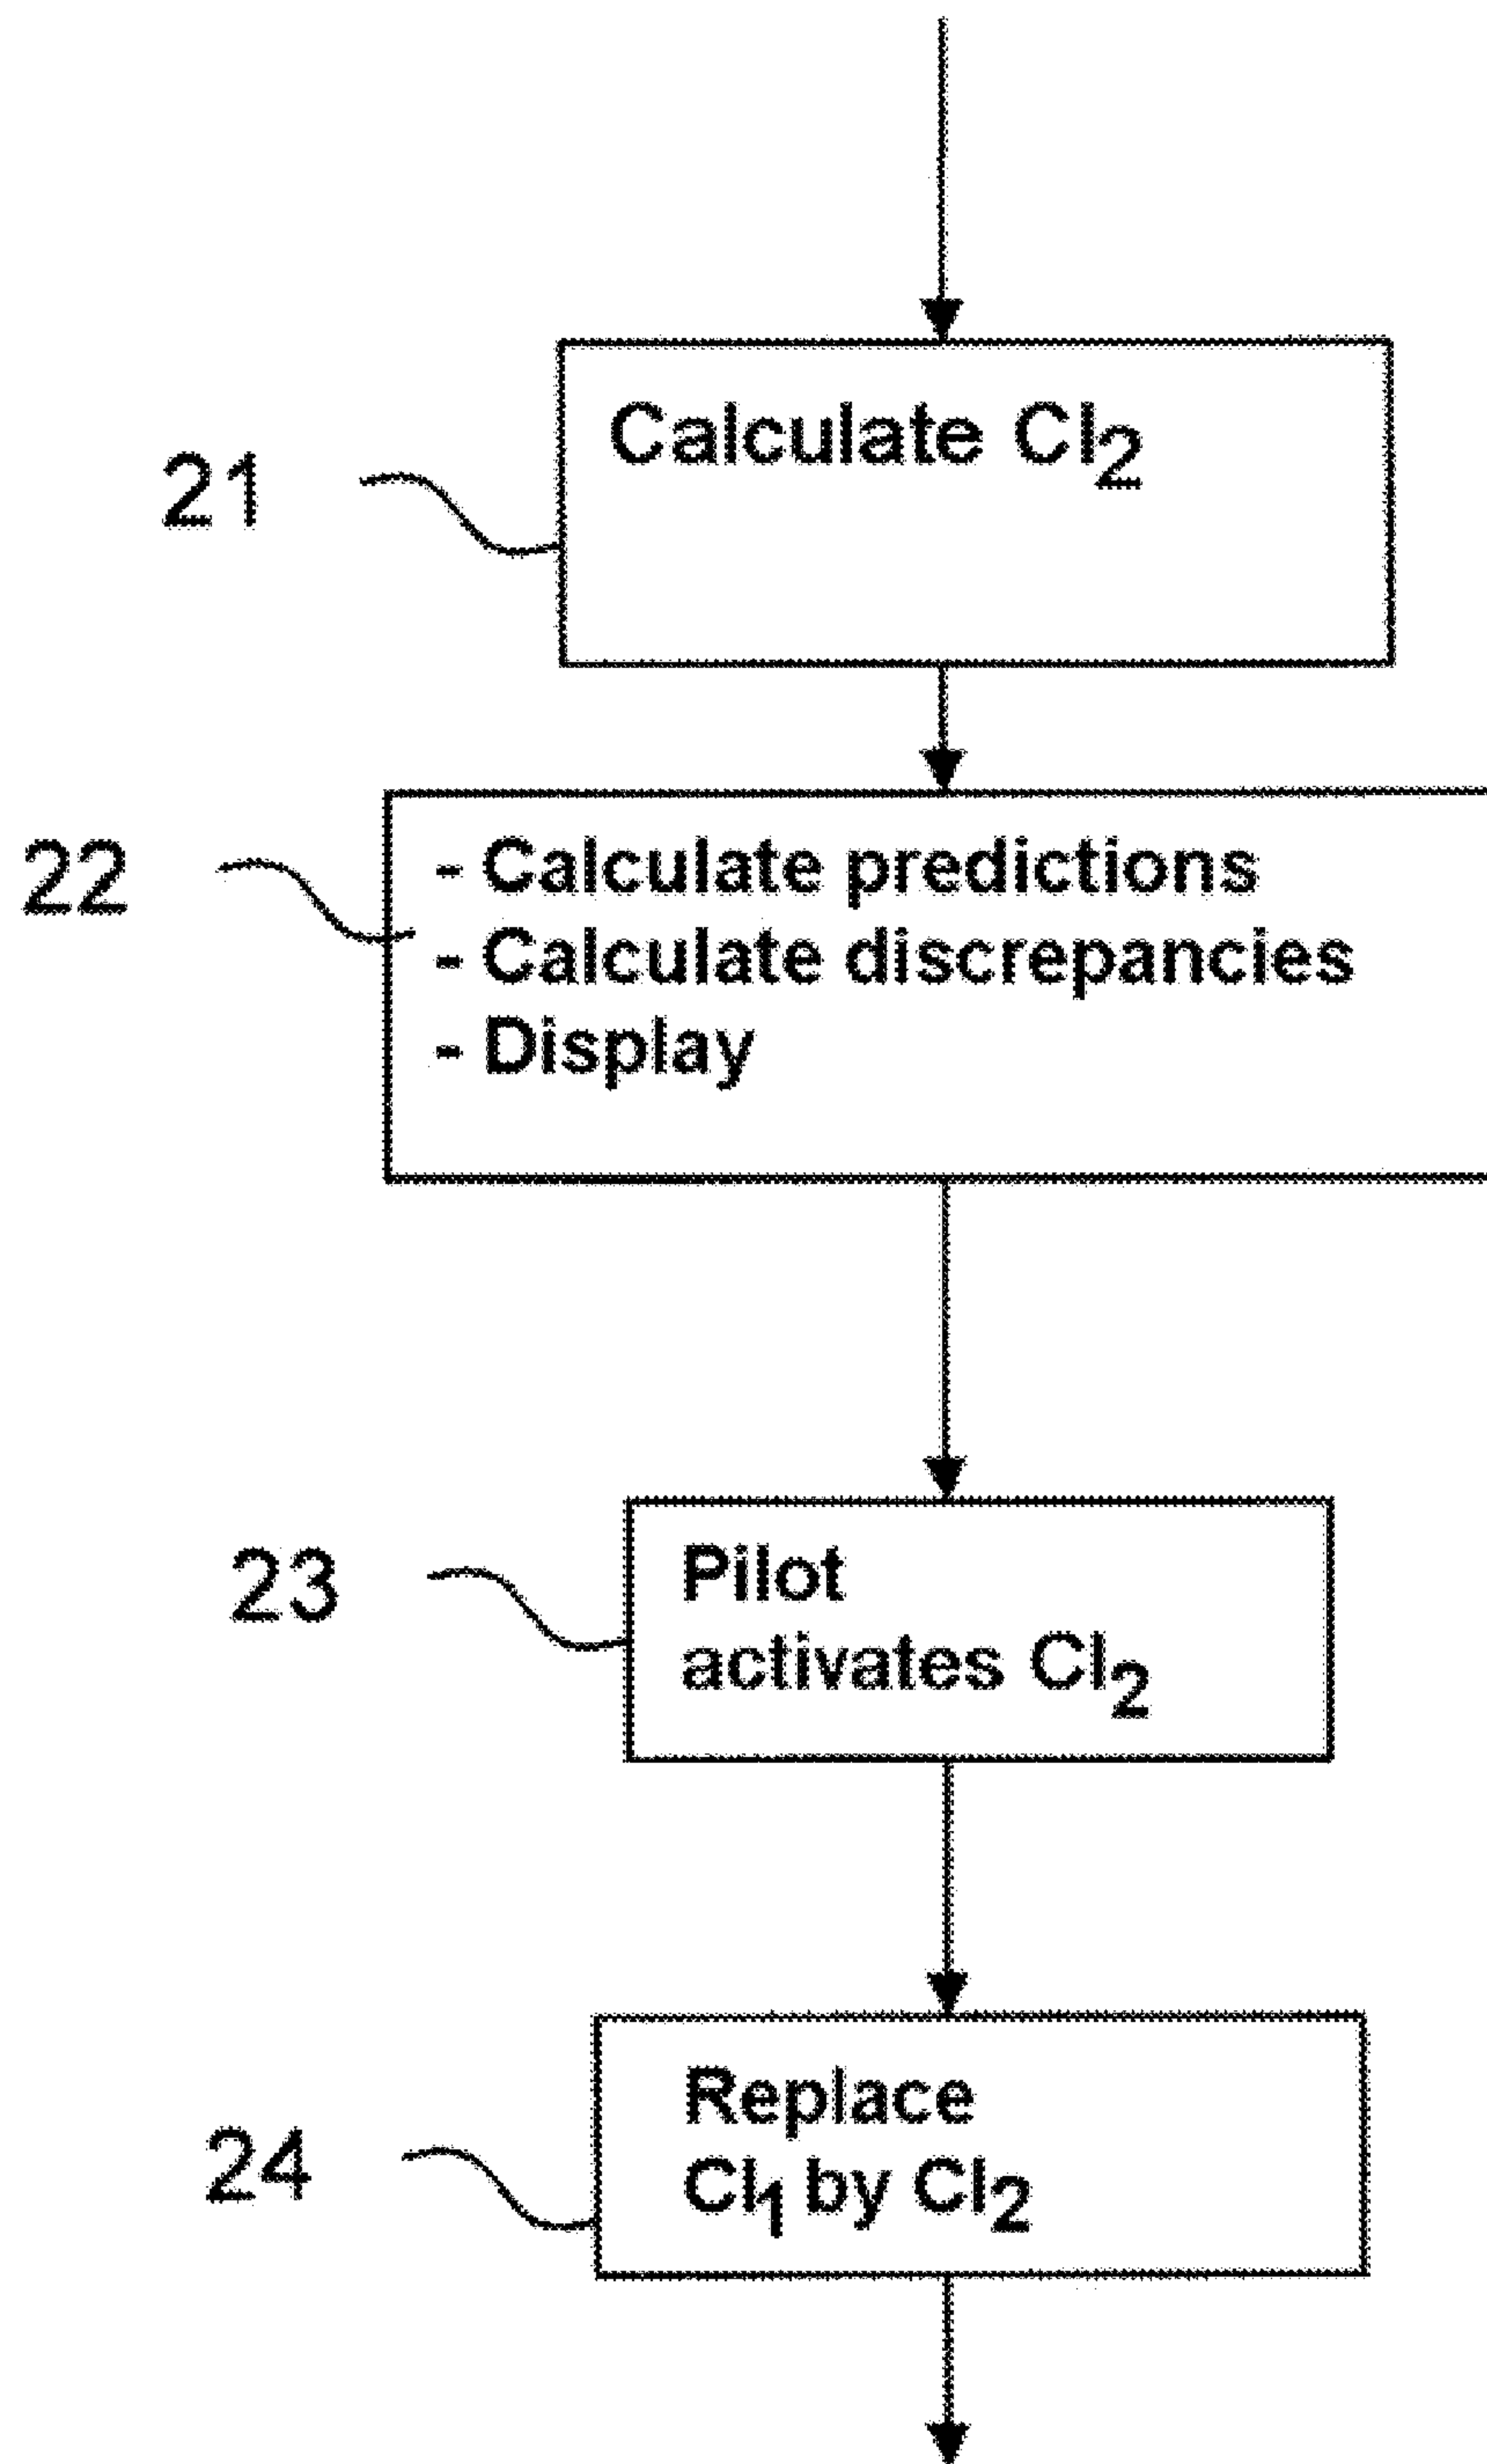 21
Calculate CI₂
22
- Calculate predictions
- Calculate discrepancies
- Display
23
Pilot
activates CI₂
24
Replace
CI₁ by CI₂